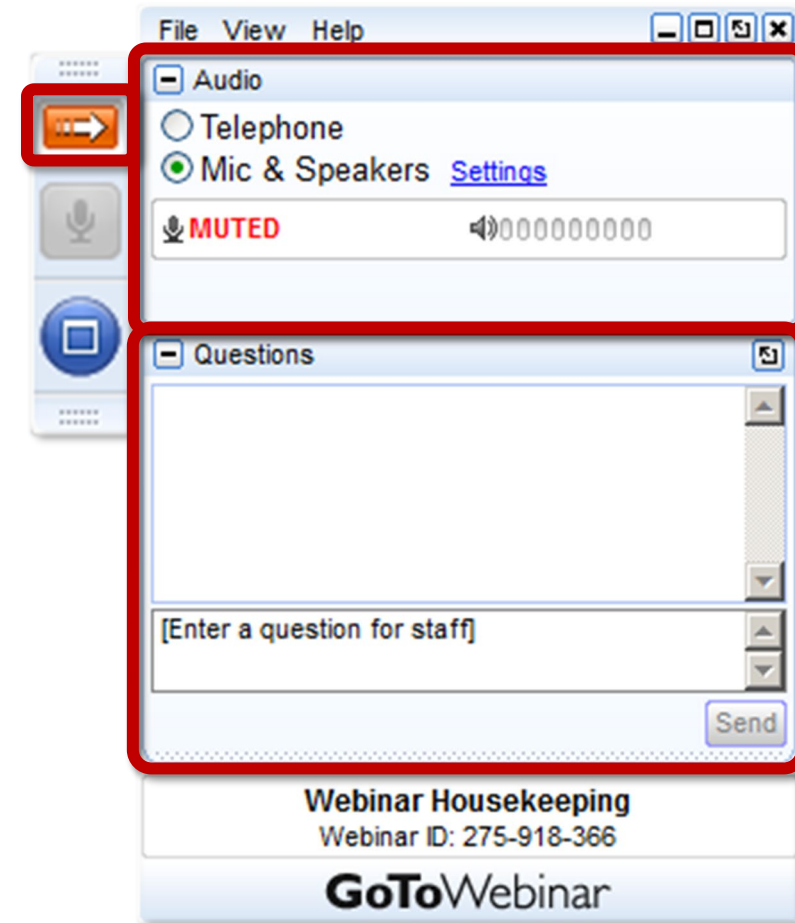 File View Help
Audio
Telephone
Mic & Speakers Settings
MUTED 000000000
Questions
[Enter a question for staff]
Send
Webinar Housekeeping
Webinar ID: 275-918-366
GoToWebinar